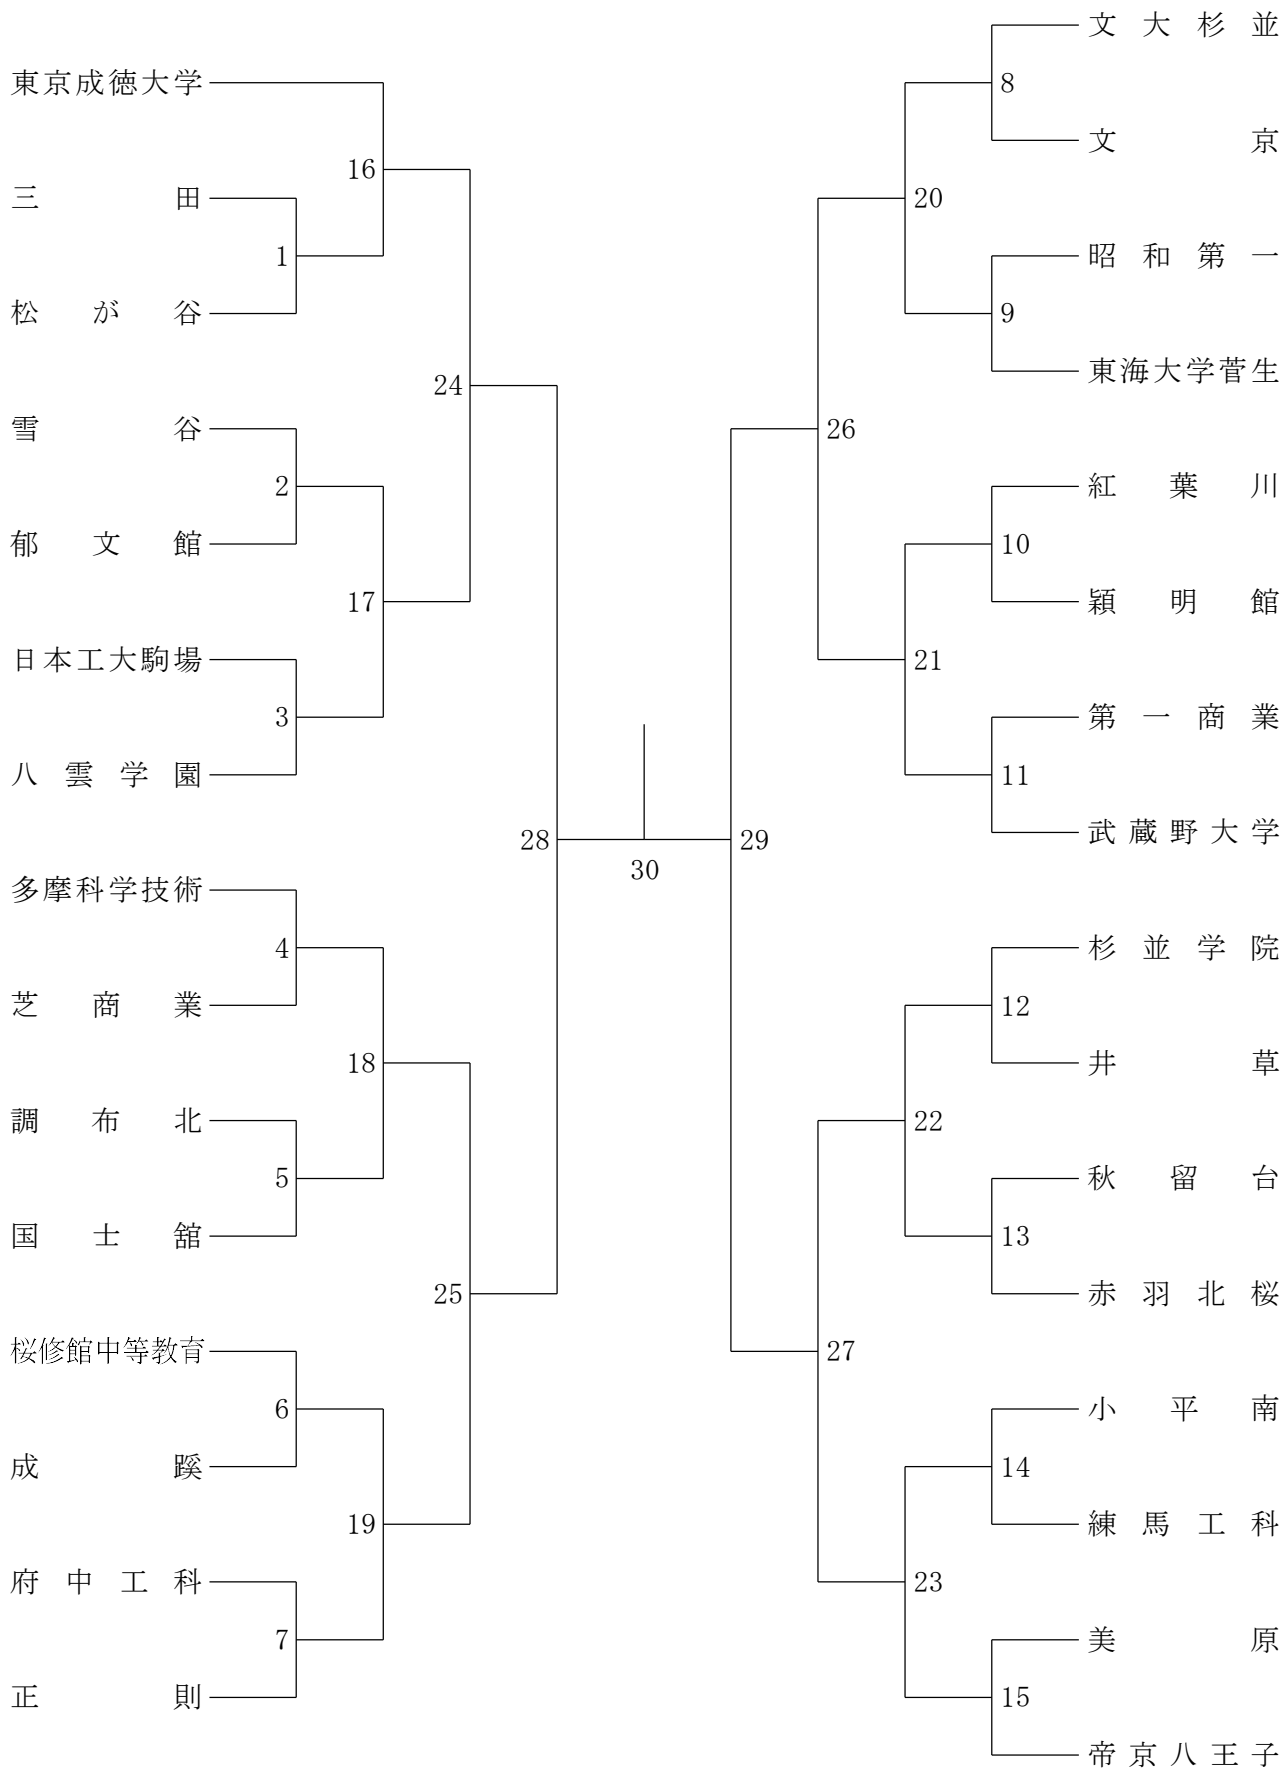 東京成徳大学
16
三田
1
松が谷
24
雪谷
2
郁文館
17
日本工大駒場
3
八雲学園
28
多摩科学技術
4
芝商業
18
調布北
5
国士舘
25
桜修館中等教育
6
成蹊
19
府中工科
7
正則
30
文大杉並
8
文京
20
昭和第一
9
東海大学菅生
26
紅葉川
10
穎明館
21
第一商業
11
武蔵野大学
29
杉並学院
12
井草
22
秋留台
13
赤羽北桜
27
小平南
14
練馬工科
23
美原
15
帝京八王子